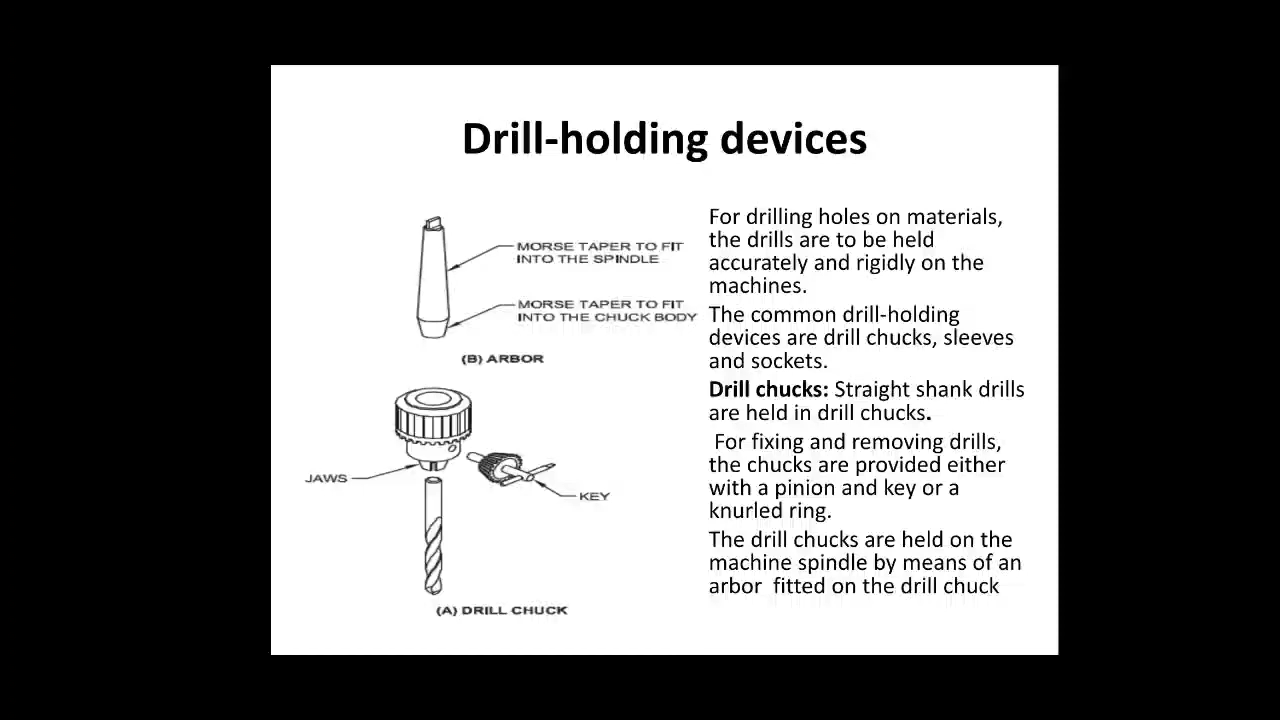 Drill-holding devices
MORSE TAPER TO FIT
INTO THE SPINDLE
MORSE TAPER TO FIT
INTO THE CHUCK BODY
(B) ARBOR
JAWS
KEY
(A) DRILL CHUCK
For drilling holes on materials,
the drills are to be held
accurately and rigidly on the
machines.
The common drill-holding
devices are drill chucks, sleeves
and sockets.
Drill chucks: Straight shank drills
are held in drill chucks.
For fixing and removing drills,
the chucks are provided either
with a pinion and key or a
knurled ring.
The drill chucks are held on the
machine spindle by means of an
arbor fitted on the drill chuck